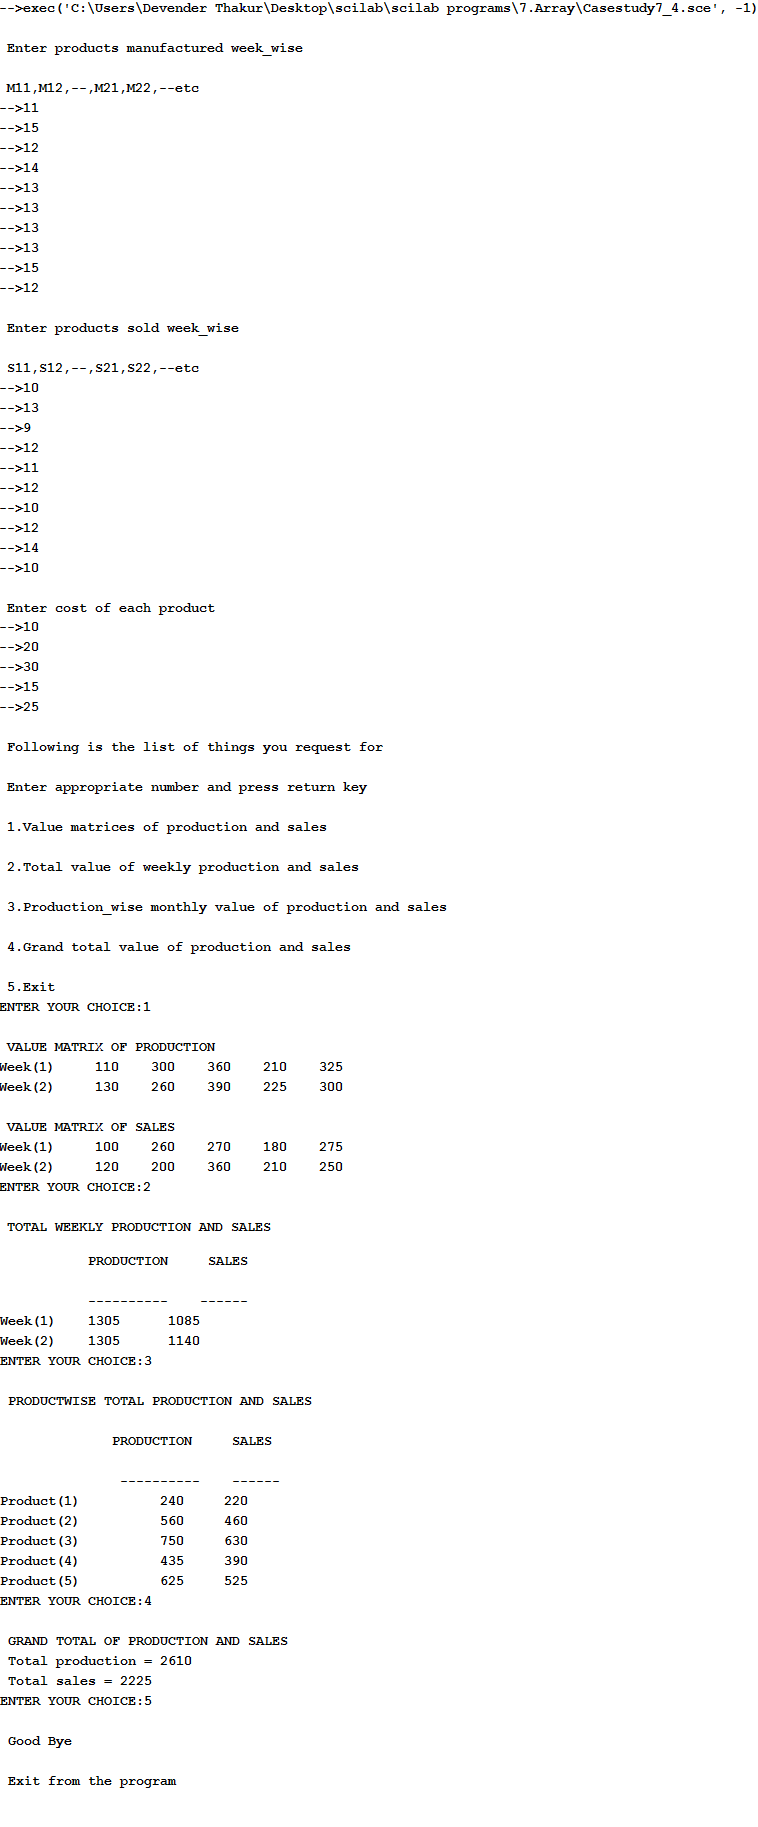 -->exec('C:\Users\Devender Thakur\Desktop\scilab\scilab programs\7.Array\Casestudy7_4.sce', -1)
Enter products manufactured week_wise
M11,M12,--,M21,M22,--etc
-->11
-->15
-->12
-->14
-->13
-->13
-->13
-->13
-->15
-->12
Enter products sold week_wise
S11,S12,--,S21,S22,--etc
-->10
-->13
-->9
-->12
-->11
-->12
-->10
-->12
-->14
-->10
Enter cost of each product
-->10
-->20
-->30
-->15
-->25
Following is the list of things you request for
Enter appropriate number and press return key
1.Value matrices of production and sales
2.Total value of weekly production and sales
3.Production_wise monthly value of production and sales
4.Grand total value of production and sales
5.Exit
ENTER YOUR CHOICE:1
VALUE MATRIX OF PRODUCTION
Week(1) 110 300 360 210 325
Week(2) 130 260 390 225 300
VALUE MATRIX OF SALES
Week(1) 100 260 270 180 275
Week(2) 120 200 360 210 250
ENTER YOUR CHOICE:2
TOTAL WEEKLY PRODUCTION AND SALES
PRODUCTION SALES
---------- ------
Week(1) 1305 1085
Week(2) 1305 1140
ENTER YOUR CHOICE:3
PRODUCTWISE TOTAL PRODUCTION AND SALES
PRODUCTION SALES
---------- ------
Product(1) 240 220
Product(2) 560 460
Product(3) 750 630
Product(4) 435 390
Product(5) 625 525
ENTER YOUR CHOICE:4
GRAND TOTAL OF PRODUCTION AND SALES
Total production = 2610
Total sales = 2225
ENTER YOUR CHOICE:5
Good Bye
Exit from the program